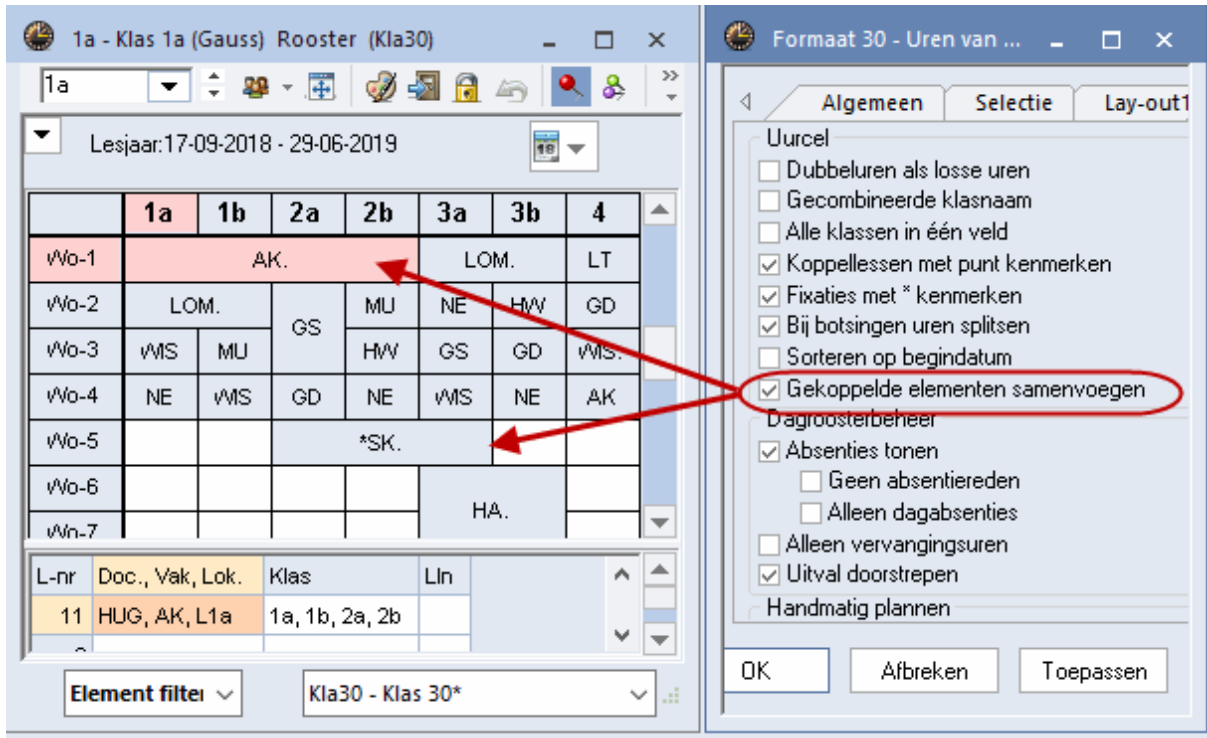 1a - Klas 1a (Gauss) Rooster (Kla30)
1a
Lesjaar:17-09-2018 - 29-06-2019
18
1a 1b 2a 2b 3a 3b 4
Wo-1 AK. LOM. LT
Wo-2 LOM. GS MU NE HW GD
Wo-3 WIS MU HW GS GD WIS.
Wo-4 NE WIS GD NE WIS NE AK
Wo-5 *SK.
Wo-6 HA.
Wo-7
L-nr Doc., Vak, Lok. Klas Lln
11 HUG, AK, L1a 1a, 1b, 2a, 2b
Element filter
Kla30 - Klas 30*
Formaat 30 - Uren van ...
Algemeen Selectie Lay-out1
Uurcel
Dubbeluren als losse uren
Gecombineerde klasnaam
Alle klassen in één veld
Koppellessen met punt kenmerken
Fixaties met * kenmerken
Bij botsingen uren splitsen
Sorteren op begindatum
Gekoppelde elementen samenvoegen
Dagroosterbeheer
Absenties tonen
Geen absentiereden
Alleen dagabsenties
Alleen vervangingsuren
Uitval doorstrepen
Handmatig plannen
OK Afbreken Toepassen